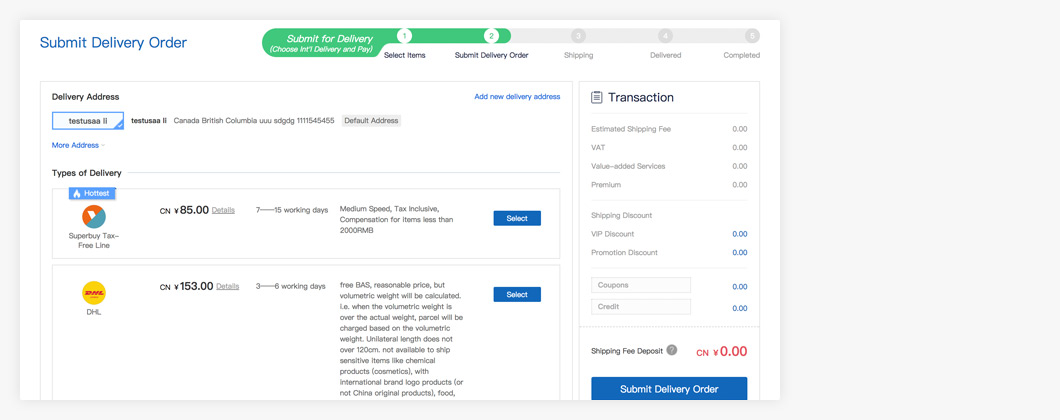 Submit Delivery Order
Submit for Delivery
(Choose Int'l Delivery and Pay)
1
2
3
4
5
Select Items
Submit Delivery Order
Shipping
Delivered
Completed
Delivery Address
Add new delivery address
testusaa li
testusaa li Canada British Columbia uuu sdgdg 1111545455 Default Address
More Address
Types of Delivery
Hottest
Superbuy Tax-
Free Line
CN ¥85.00 Details
7——15 working days
Medium Speed, Tax Inclusive,
Compensation for items less than
2000RMB
Select
DHL
DHL
CN ¥153.00 Details
3——6 working days
free BAS, reasonable price, but
volumetric weight will be calculated.
i.e. when the volumetric weight is
over the actual weight, parcel will be
charged based on the volumetric
weight. Unilateral length does not
over 120cm. not available to ship
sensitive items like chemical
products (cosmetics), with
international brand logo products (or
not China original products), food,
Select
Transaction
Estimated Shipping Fee 0.00
VAT 0.00
Value-added Services 0.00
Premium 0.00
Shipping Discount
VIP Discount 0.00
Promotion Discount 0.00
Coupons 0.00
Credit 0.00
Shipping Fee Deposit ? CN ¥0.00
Submit Delivery Order